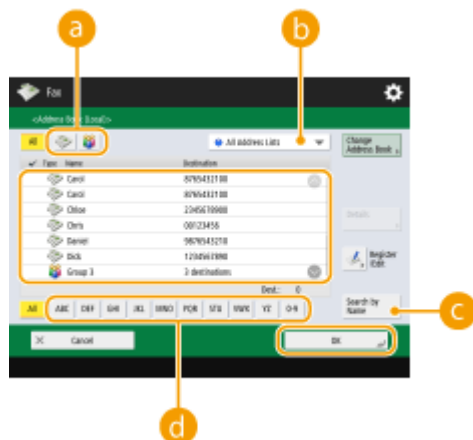 a
b
Fax
<Address Book (Local)>
All
All Address Lists
Change
Address Book
Type Name Destination
Carol 8765432100
Carol 8765432100
Chloe 2345678900
Chris 00123456
Daniel 9876543210
Dick 1234567890
Group 3 3 destinations
Details
Register
/Edit
Dest.: 0
All ABC DEF GHI JKL MNO PQR STU VWX YZ 0-9
Search by
Name
c
Cancel
OK
d